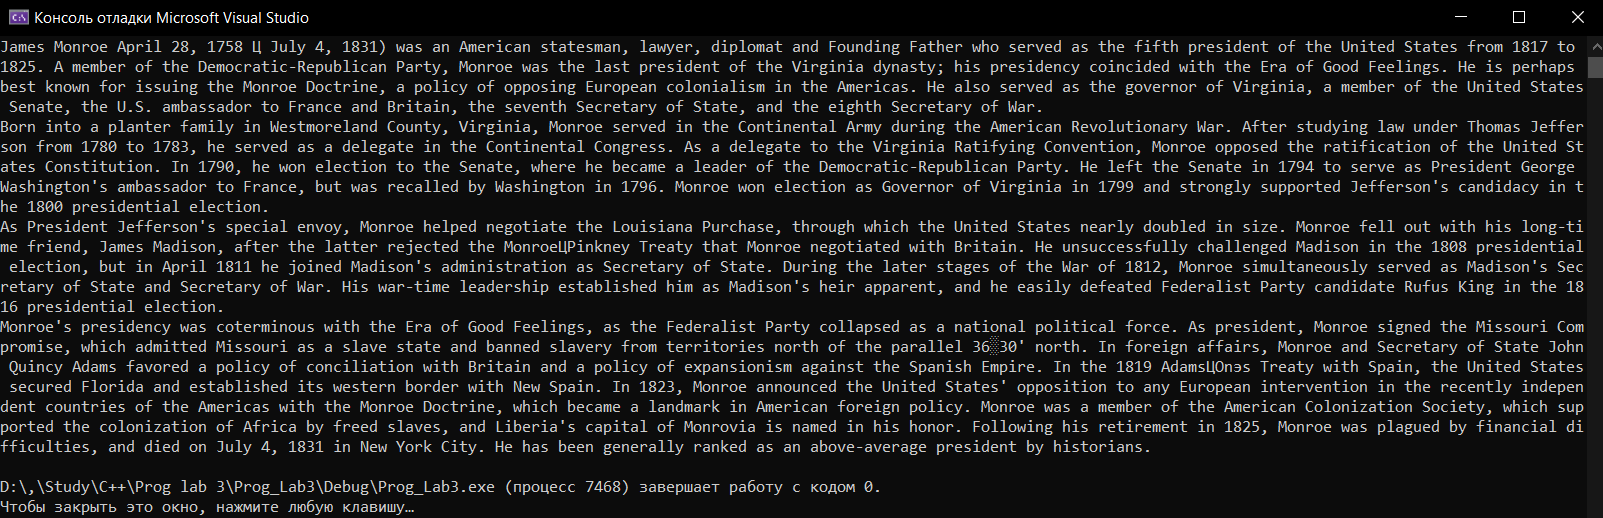 Консоль отладки Microsoft Visual Studio
James Monroe April 28, 1758 Ц July 4, 1831) was an American statesman, lawyer, diplomat and Founding Father who served as the fifth president of the United States from 1817 to
1825. A member of the Democratic-Republican Party, Monroe was the last president of the Virginia dynasty; his presidency coincided with the Era of Good Feelings. He is perhaps
best known for issuing the Monroe Doctrine, a policy of opposing European colonialism in the Americas. He also served as the governor of Virginia, a member of the United States
Senate, the U.S. ambassador to France and Britain, the seventh Secretary of State, and the eighth Secretary of War.
Born into a planter family in Westmoreland County, Virginia, Monroe served in the Continental Army during the American Revolutionary War. After studying law under Thomas Jeffer
son from 1780 to 1783, he served as a delegate in the Continental Congress. As a delegate to the Virginia Ratifying Convention, Monroe opposed the ratification of the United St
ates Constitution. In 1790, he won election to the Senate, where he became a leader of the Democratic-Republican Party. He left the Senate in 1794 to serve as President George
Washington's ambassador to France, but was recalled by Washington in 1796. Monroe won election as Governor of Virginia in 1799 and strongly supported Jefferson's candidacy in t
he 1800 presidential election.
As President Jefferson's special envoy, Monroe helped negotiate the Louisiana Purchase, through which the United States nearly doubled in size. Monroe fell out with his long-ti
me friend, James Madison, after the latter rejected the MonroeЦPinkney Treaty that Monroe negotiated with Britain. He unsuccessfully challenged Madison in the 1808 presidential
election, but in April 1811 he joined Madison's administration as Secretary of State. During the later stages of the War of 1812, Monroe simultaneously served as Madison's Sec
retary of State and Secretary of War. His war-time leadership established him as Madison's heir apparent, and he easily defeated Federalist Party candidate Rufus King in the 18
16 presidential election.
Monroe's presidency was coterminous with the Era of Good Feelings, as the Federalist Party collapsed as a national political force. As president, Monroe signed the Missouri Com
promise, which admitted Missouri as a slave state and banned slavery from territories north of the parallel 36░30' north. In foreign affairs, Monroe and Secretary of State John
Quincy Adams favored a policy of conciliation with Britain and a policy of expansionism against the Spanish Empire. In the 1819 AdamsЦOnэs Treaty with Spain, the United States
secured Florida and established its western border with New Spain. In 1823, Monroe announced the United States' opposition to any European intervention in the recently indepen
dent countries of the Americas with the Monroe Doctrine, which became a landmark in American foreign policy. Monroe was a member of the American Colonization Society, which sup
ported the colonization of Africa by freed slaves, and Liberia's capital of Monrovia is named in his honor. Following his retirement in 1825, Monroe was plagued by financial di
fficulties, and died on July 4, 1831 in New York City. He has been generally ranked as an above-average president by historians.
D:\,\Study\C++\Prog lab 3\Prog_Lab3\Debug\Prog_Lab3.exe (процесс 7468) завершает работу с кодом 0.
Чтобы закрыть это окно, нажмите любую клавишу…